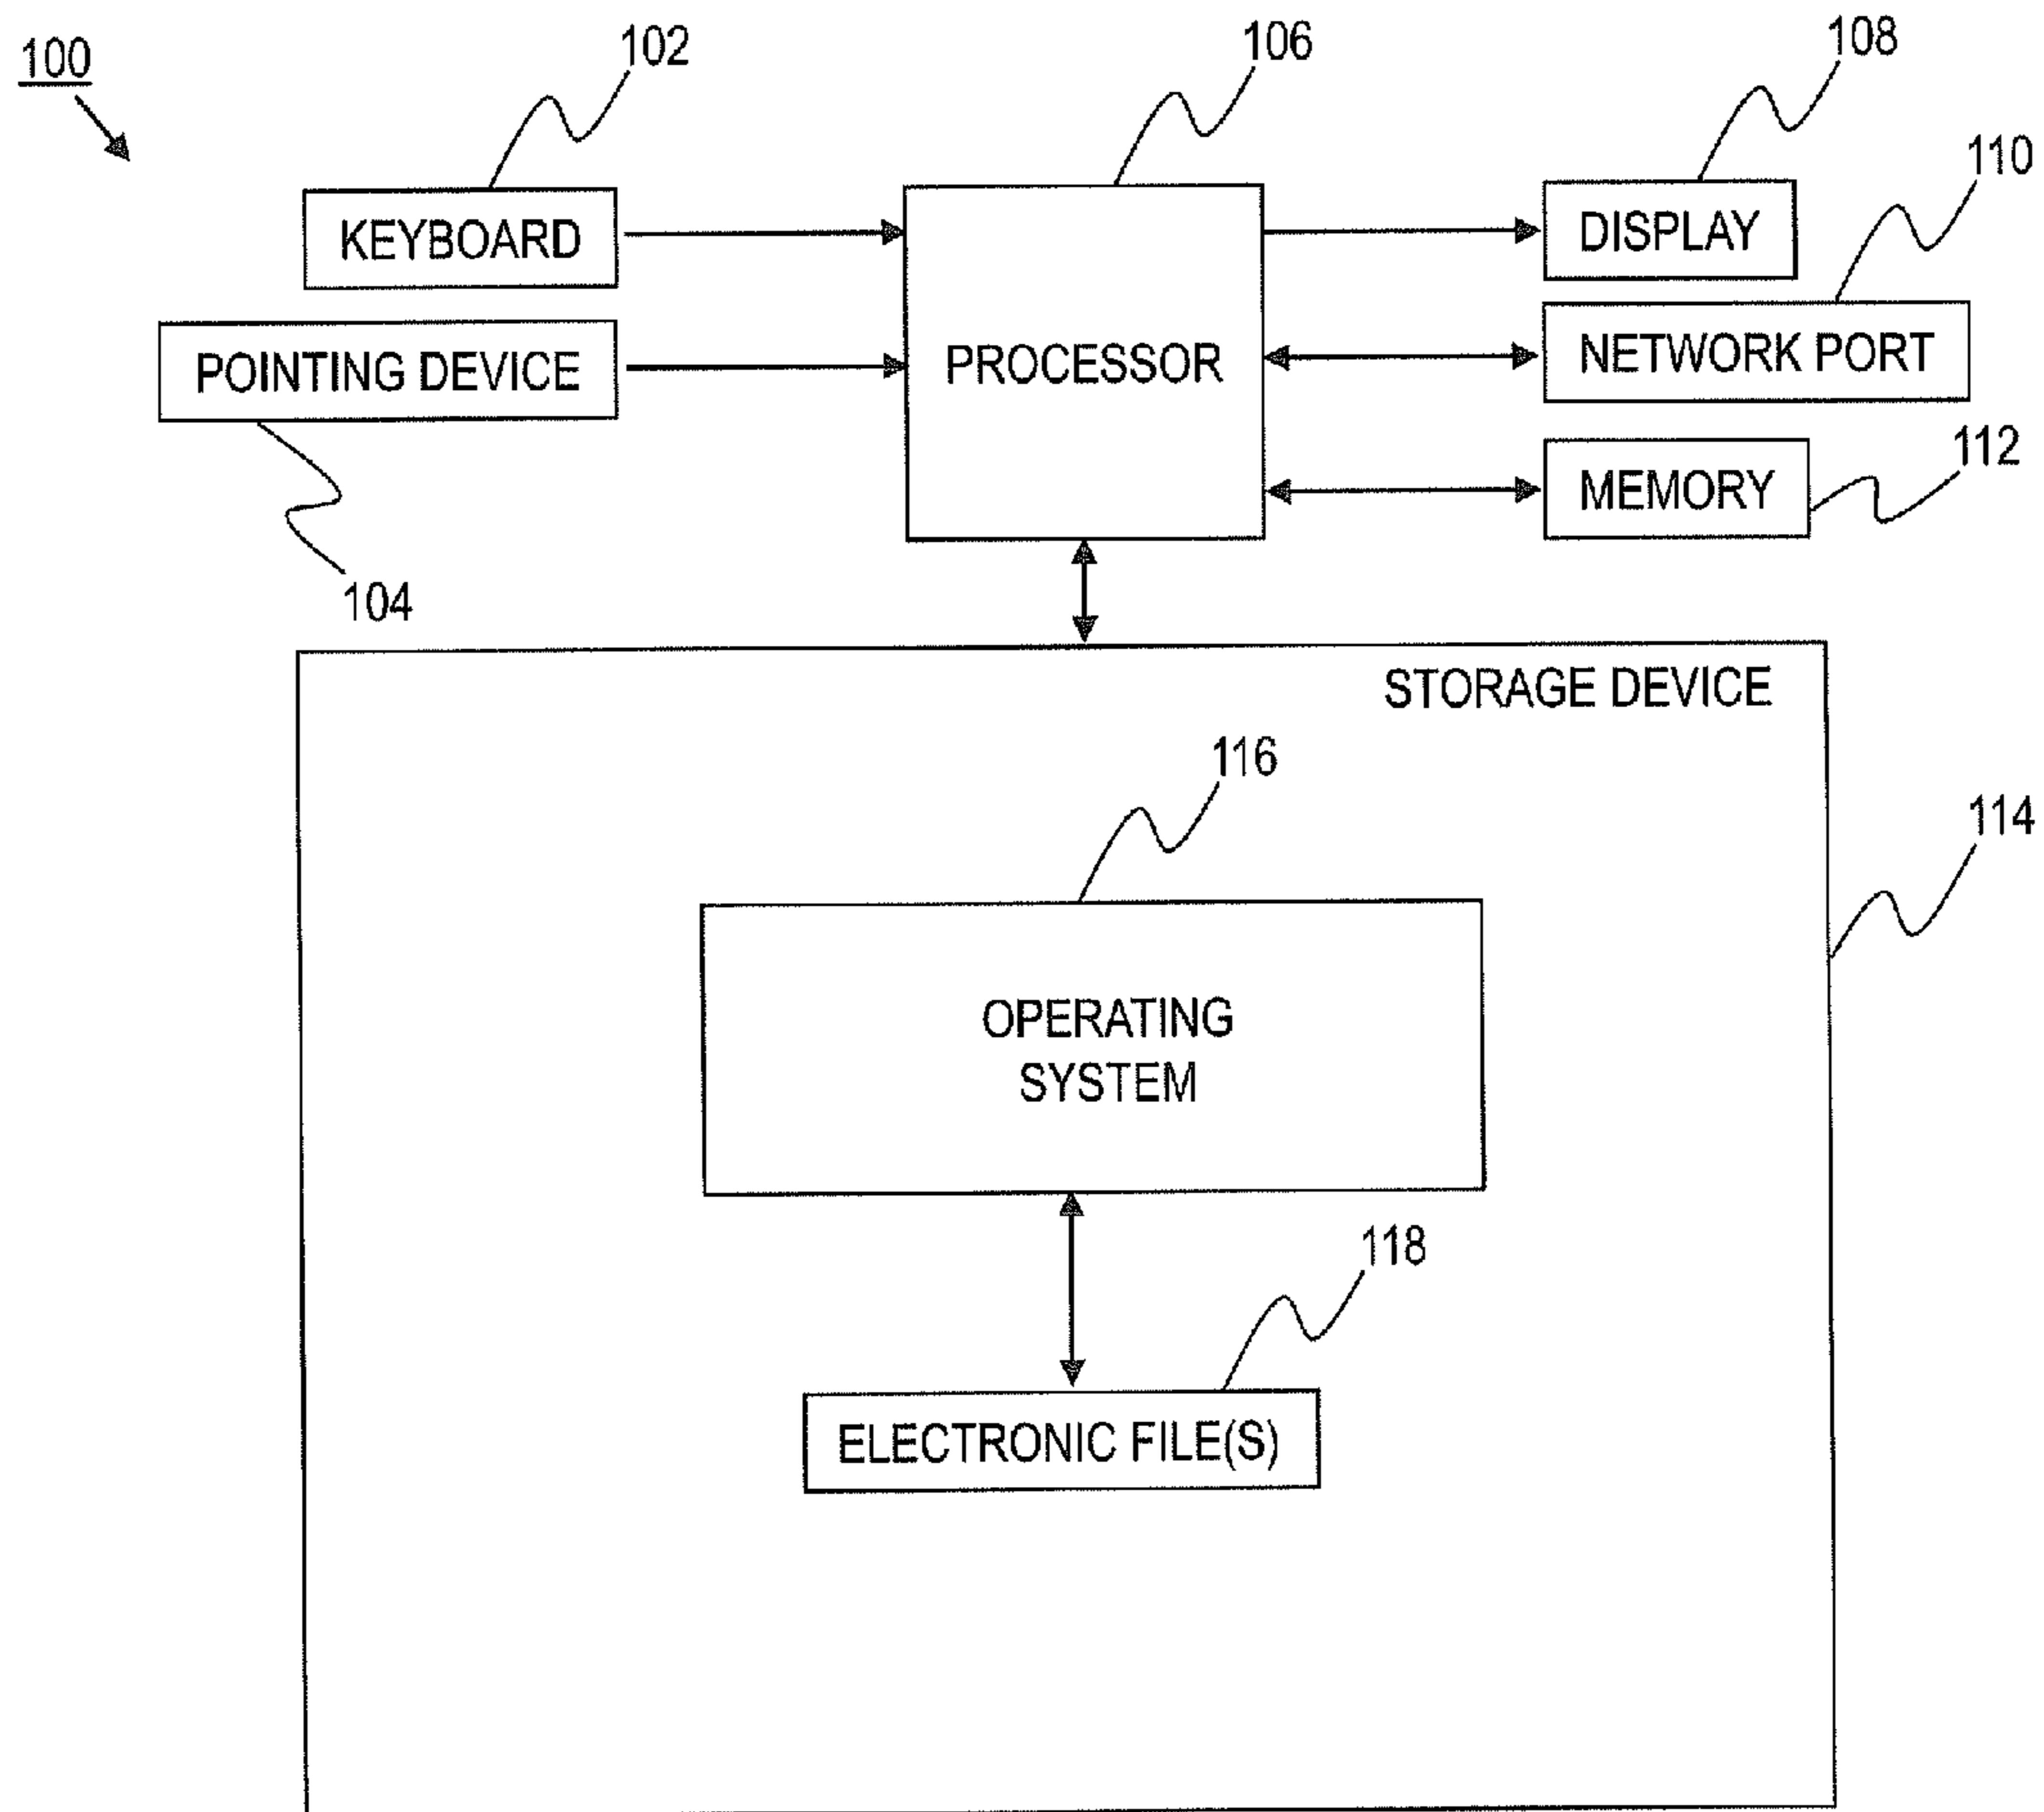 100
102
106
108
110
KEYBOARD
PROCESSOR
DISPLAY
POINTING DEVICE
NETWORK PORT
MEMORY
112
104
STORAGE DEVICE
116
114
OPERATING
SYSTEM
118
ELECTRONIC FILE(S)